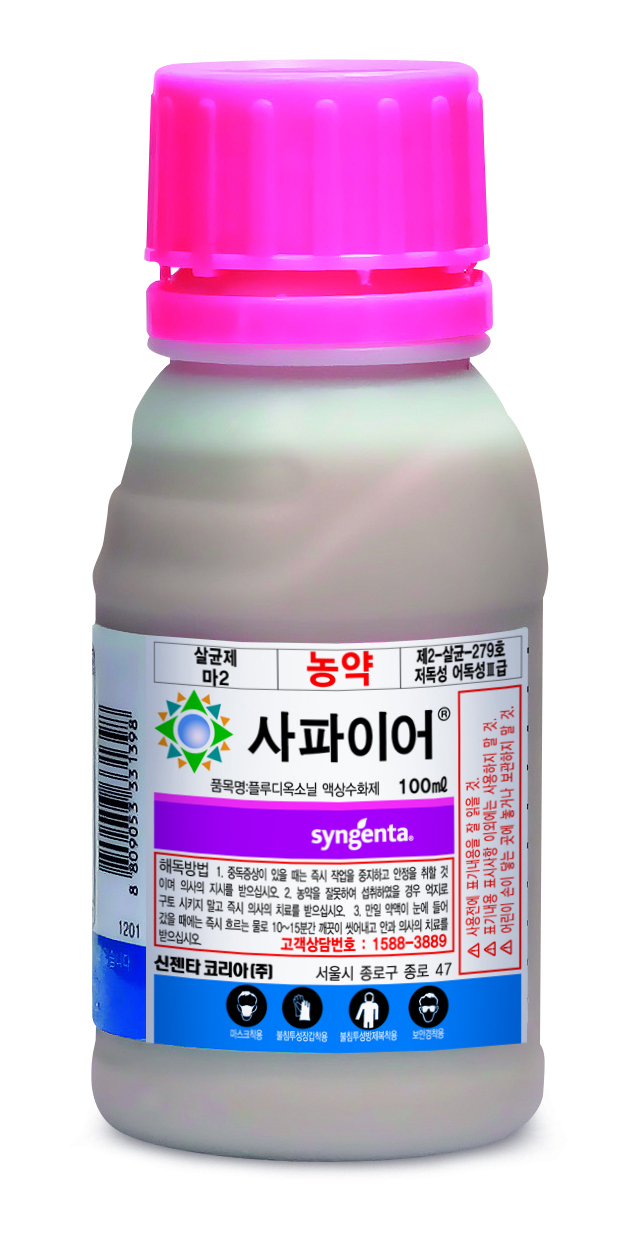 살균제
마2
농약
제2-살균-279호
저독성 어독성Ⅲ급
사파이어®
품목명:플루디옥소닐 액상수화제 100㎖
syngenta®
해독방법 1. 중독증상이 있을 때는 즉시 작업을 중지하고 안정을 취할 것
이며 의사의 지시를 받으십시오. 2. 농약을 잘못하여 섭취하였을 경우 억지로
구토 시키지 말고 즉시 의사의 치료를 받으십시오. 3. 만일 약액이 눈에 들어
갔을 때에는 즉시 흐르는 물로 10~15분간 깨끗이 씻어내고 안과 의사의 치료를
받으십시오.
고객상담번호 : 1588-3889
⚠ 사용전에 표기내용을 잘 읽을 것.
⚠ 표기내용 표시사항 이외에는 사용하지 말 것.
⚠ 어린이 손이 닿는 곳에 놓거나 보관하지 말 것.
신젠타 코리아(주) 서울시 종로구 종로 47
마스크착용
불침투성장갑착용
불침투성방제복착용
보안경착용
8 809053 331398
1201
습니다